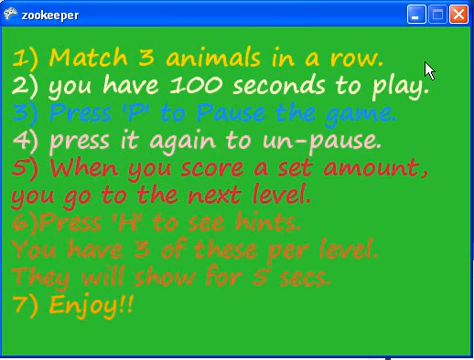 zookeeper
1) Match 3 animals in a row.
2) you have 100 seconds to play.
3) Press 'P' to Pause the game.
4) press it again to un-pause.
5) When you score a set amount,
you go to the next level.
6)Press 'H' to see hints.
You have 3 of these per level.
They will show for 5 secs.
7) Enjoy!!